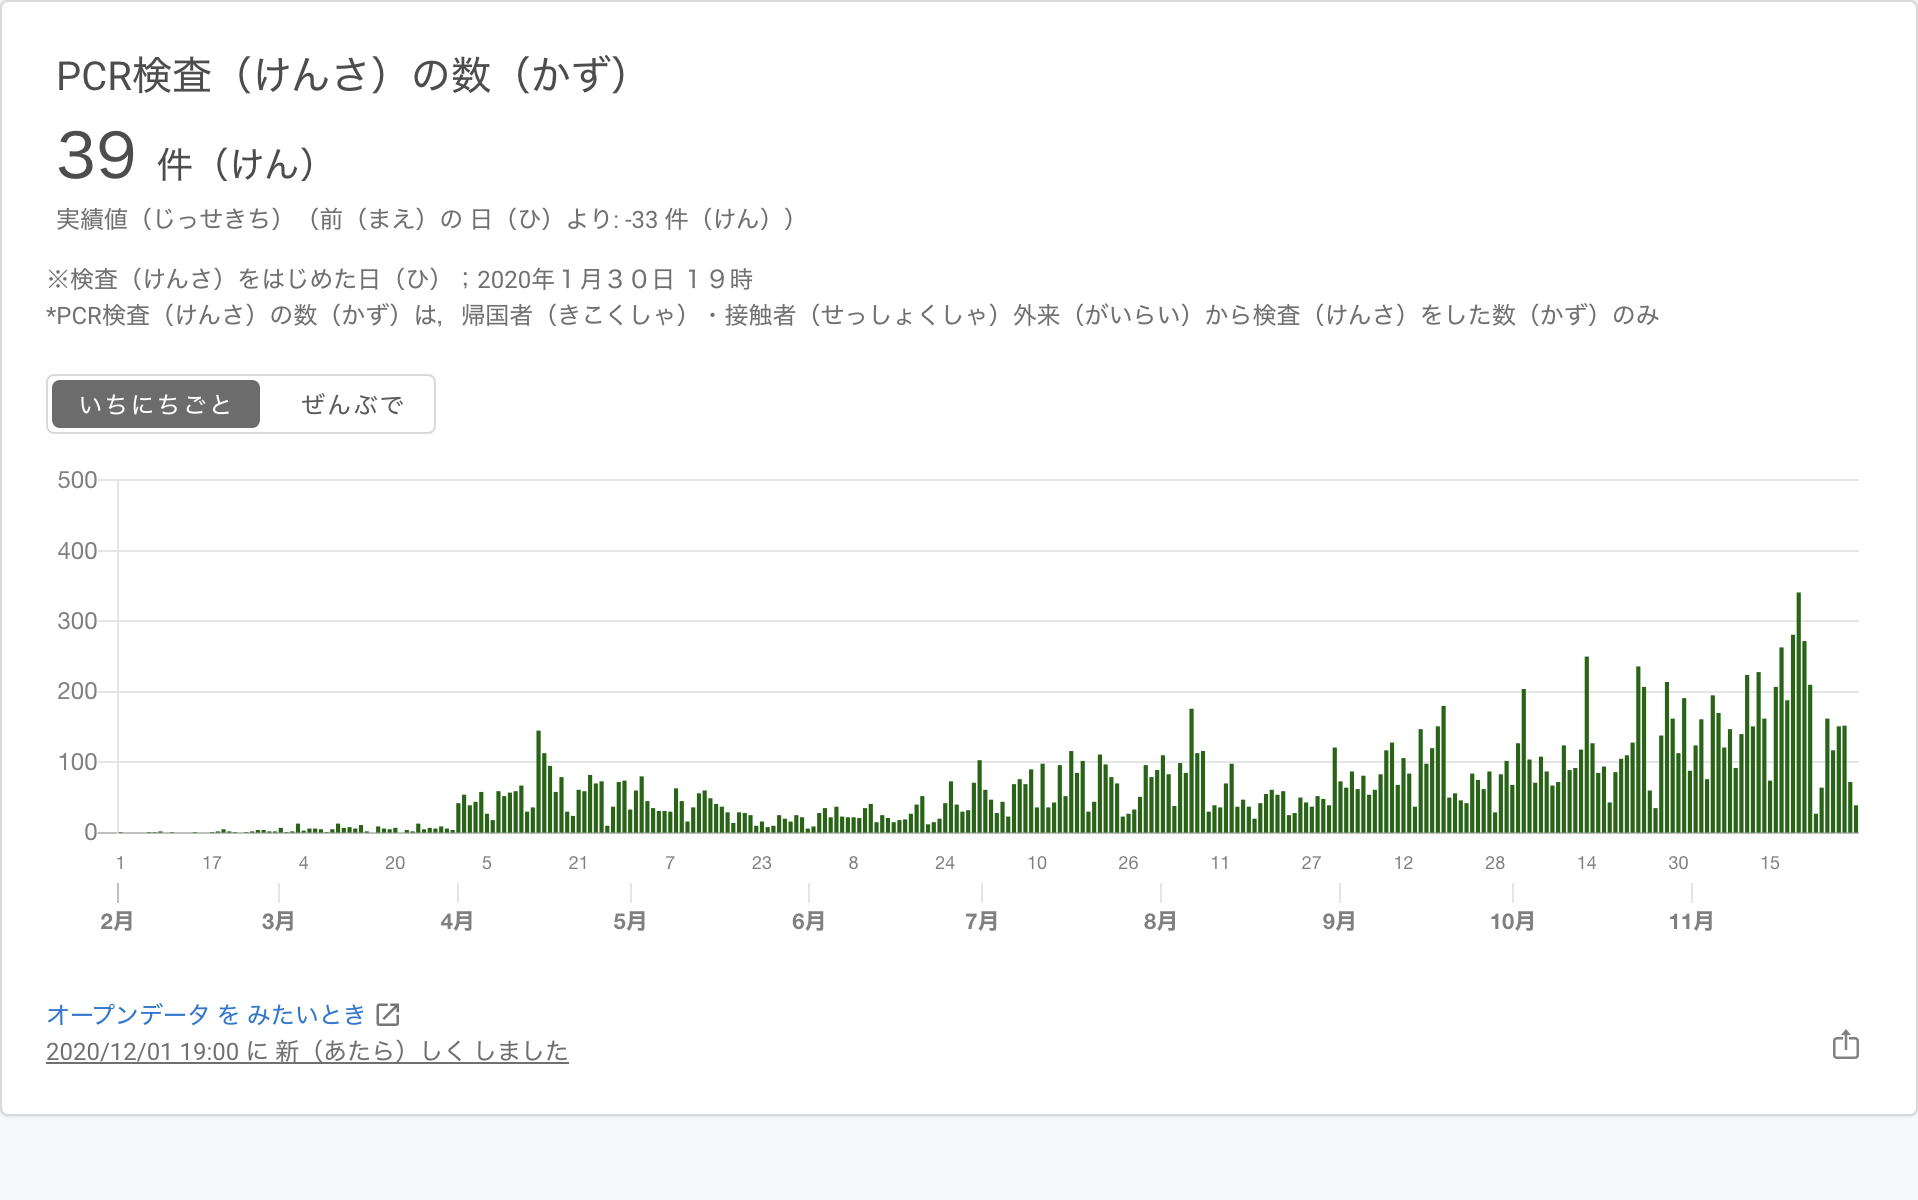 PCR検査（けんさ）の数（かず）
39 件（けん）
実績値（じっせきち）（前（まえ）の 日（ひ）より: -33 件（けん））
※検査（けんさ）をはじめた日（ひ）；2020年１月３０日 １９時
*PCR検査（けんさ）の数（かず）は，帰国者（きこくしゃ）・接触者（せっしょくしゃ）外来（がいらい）から検査（けんさ）をした数（かず）のみ
いちにちごと ぜんぶで
500
400
300
200
100
0
1 17 4 20 5 21 7 23 8 24 10 26 11 27 12 28 14 30 15
2月 3月 4月 5月 6月 7月 8月 9月 10月 11月
オープンデータ を みたいとき
2020/12/01 19:00 に 新（あたら）しく しました